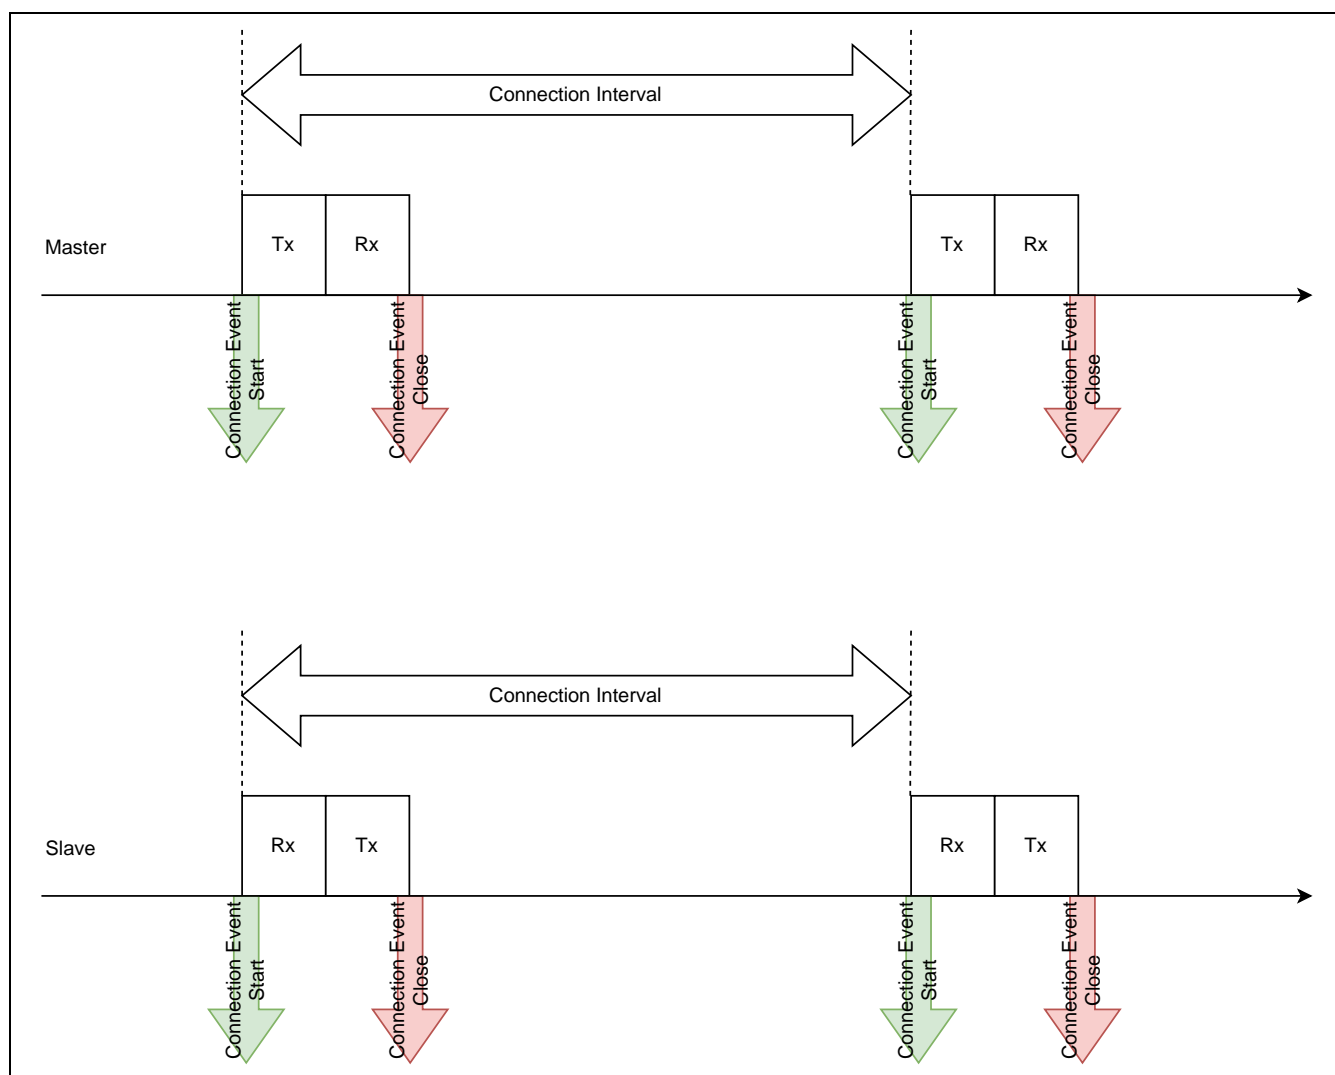 Connection Interval
Master
Tx
Rx
Tx
Rx
Connection Event
Start
Connection Event
Close
Connection Event
Start
Connection Event
Close
Connection Interval
Slave
Rx
Tx
Rx
Tx
Connection Event
Start
Connection Event
Close
Connection Event
Start
Connection Event
Close